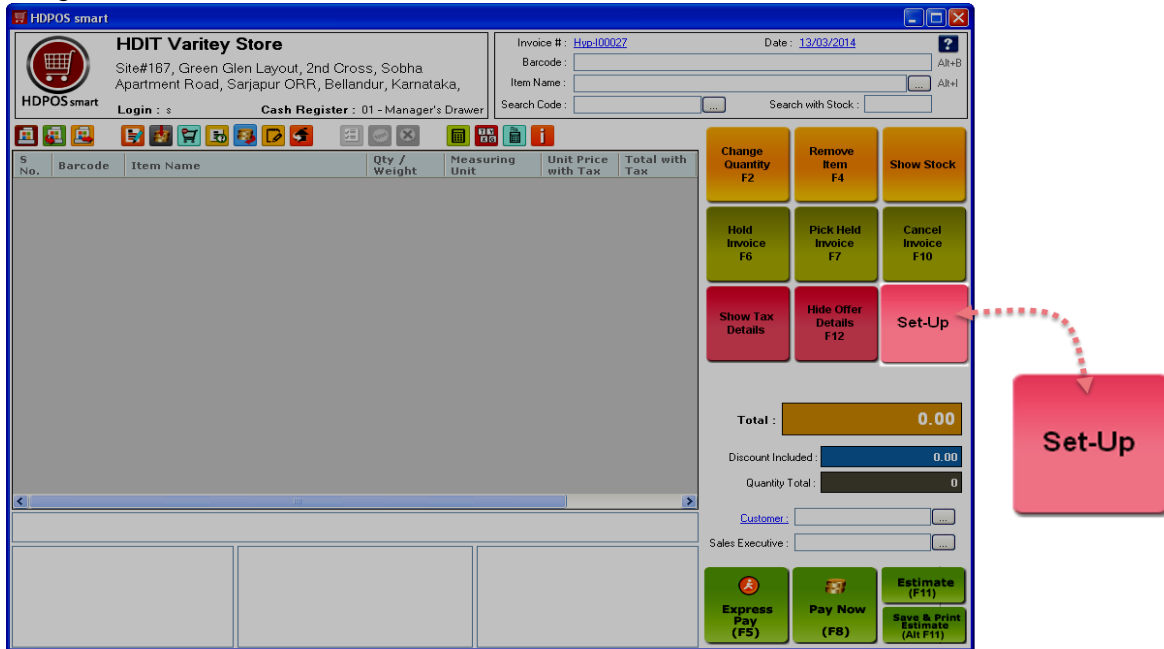 HDPOS smart
HDIT Varitey Store
Site#167, Green Glen Layout, 2nd Cross, Sobha
Apartment Road, Sarjapur ORR, Bellandur, Karnataka,
HDPOS smart
Login : s Cash Register : 01 - Manager's Drawer
Invoice # : Hyp-I00027 Date : 13/03/2014 ?
Barcode : Alt+B
Item Name : ... Alt+I
Search Code : ... Search with Stock :
S No. Barcode Item Name Qty / Weight Measuring Unit Unit Price with Tax Total with Tax
Change Quantity F2
Remove Item F4
Show Stock
Hold Invoice F6
Pick Held Invoice F7
Cancel Invoice F10
Show Tax Details
Hide Offer Details F12
Set-Up
Set-Up
Total : 0.00
Discount Included : 0.00
Quantity Total : 0
Customer : ...
Sales Executive : ...
Express Pay (F5)
Pay Now (F8)
Estimate (F11)
Save & Print Estimate (Alt F11)